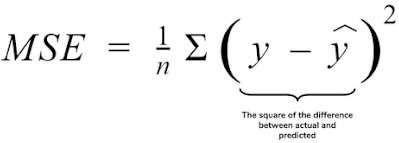 MSE = 1/n Σ ( y − ŷ )²
The square of the difference
between actual and
predicted